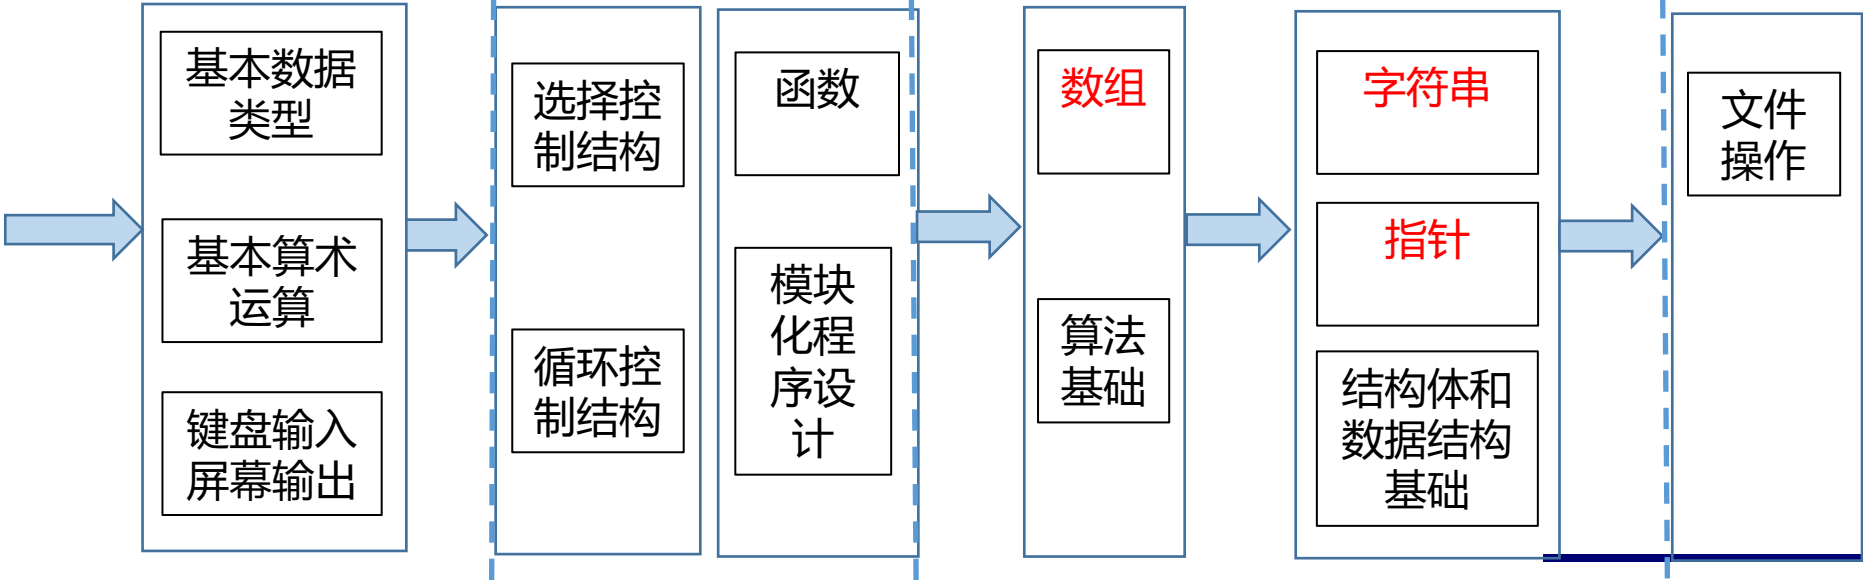 基本数据
类型
基本算术
运算
键盘输入
屏幕输出
选择控
制结构
循环控
制结构
函数
模块
化程
序设
计
数组
算法
基础
字符串
指针
结构体和
数据结构
基础
文件
操作